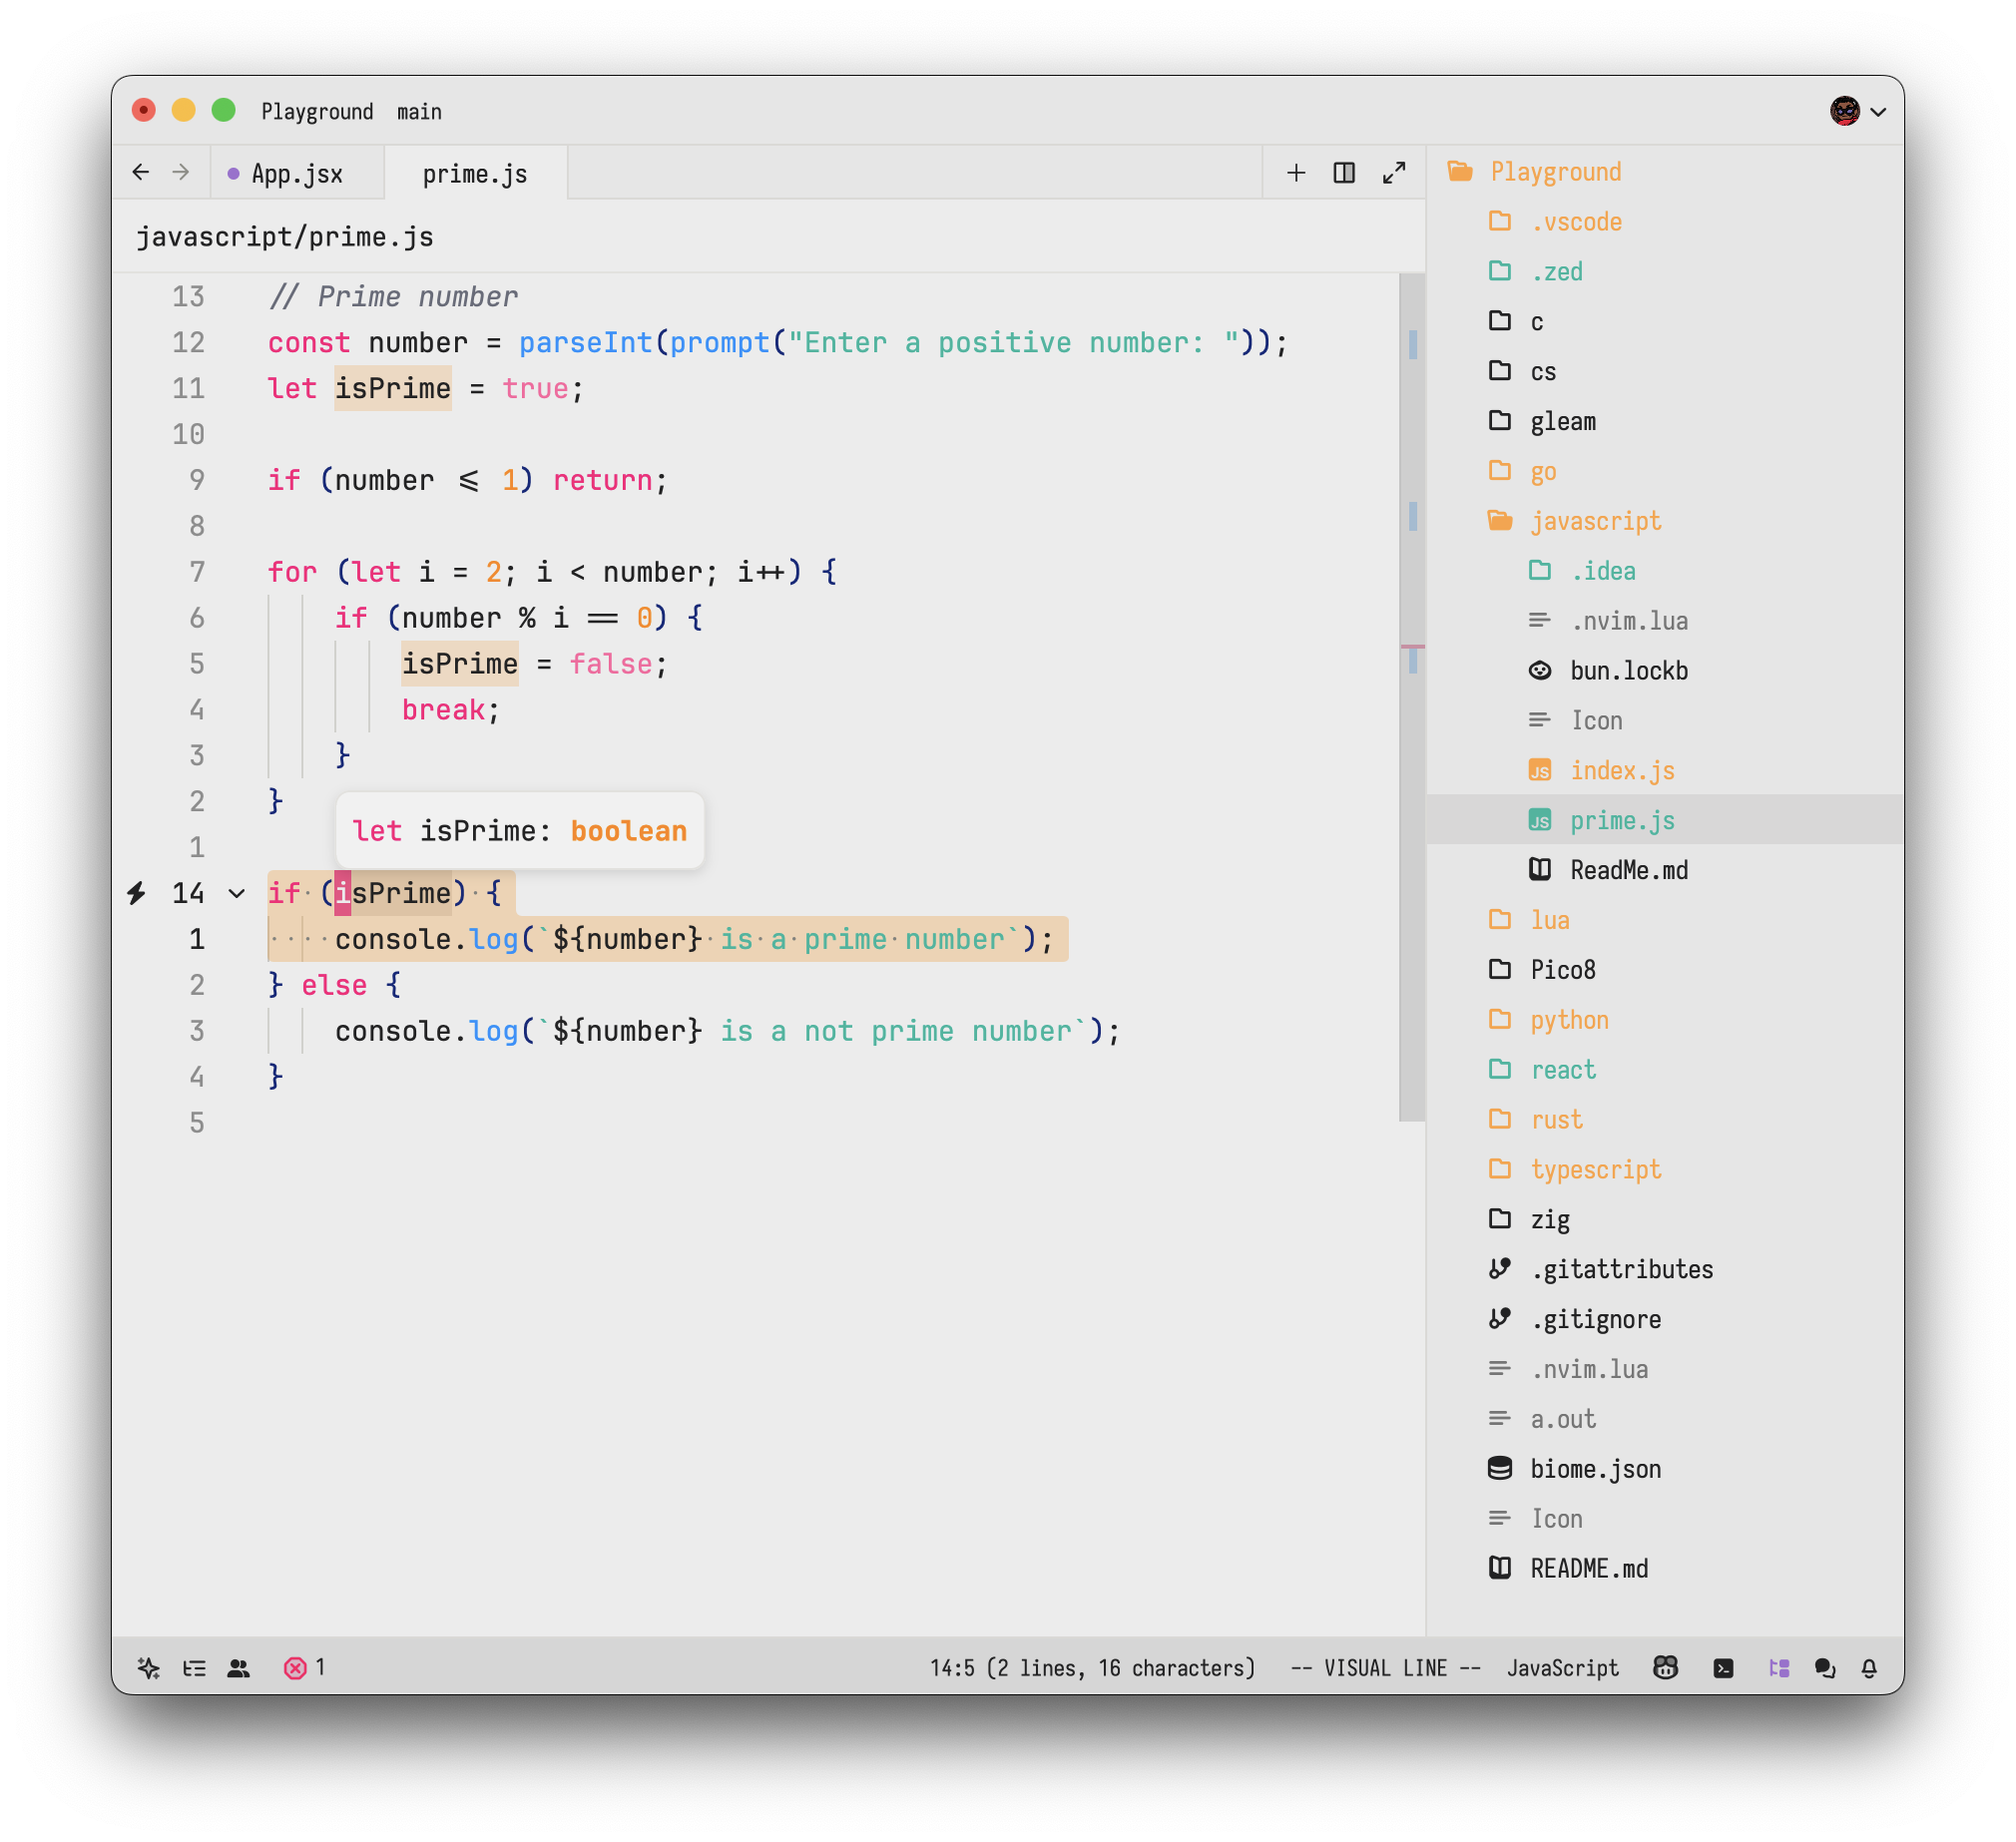 Playground main
App.jsx
prime.js
javascript/prime.js
13 // Prime number
12 const number = parseInt(prompt("Enter a positive number: "));
11 let isPrime = true;
10
9 if (number <= 1) return;
8
7 for (let i = 2; i < number; i++) {
6 if (number % i == 0) {
5 isPrime = false;
4 break;
3 }
2 }
let isPrime: boolean
1
14 if (isPrime) {
1 console.log(`${number} is a prime number`);
2 } else {
3 console.log(`${number} is a not prime number`);
4 }
5
Playground
.vscode
.zed
c
cs
gleam
go
javascript
.idea
.nvim.lua
bun.lockb
Icon
JS index.js
JS prime.js
ReadMe.md
lua
Pico8
python
react
rust
typescript
zig
.gitattributes
.gitignore
.nvim.lua
a.out
biome.json
Icon
README.md
1
14:5 (2 lines, 16 characters) -- VISUAL LINE -- JavaScript